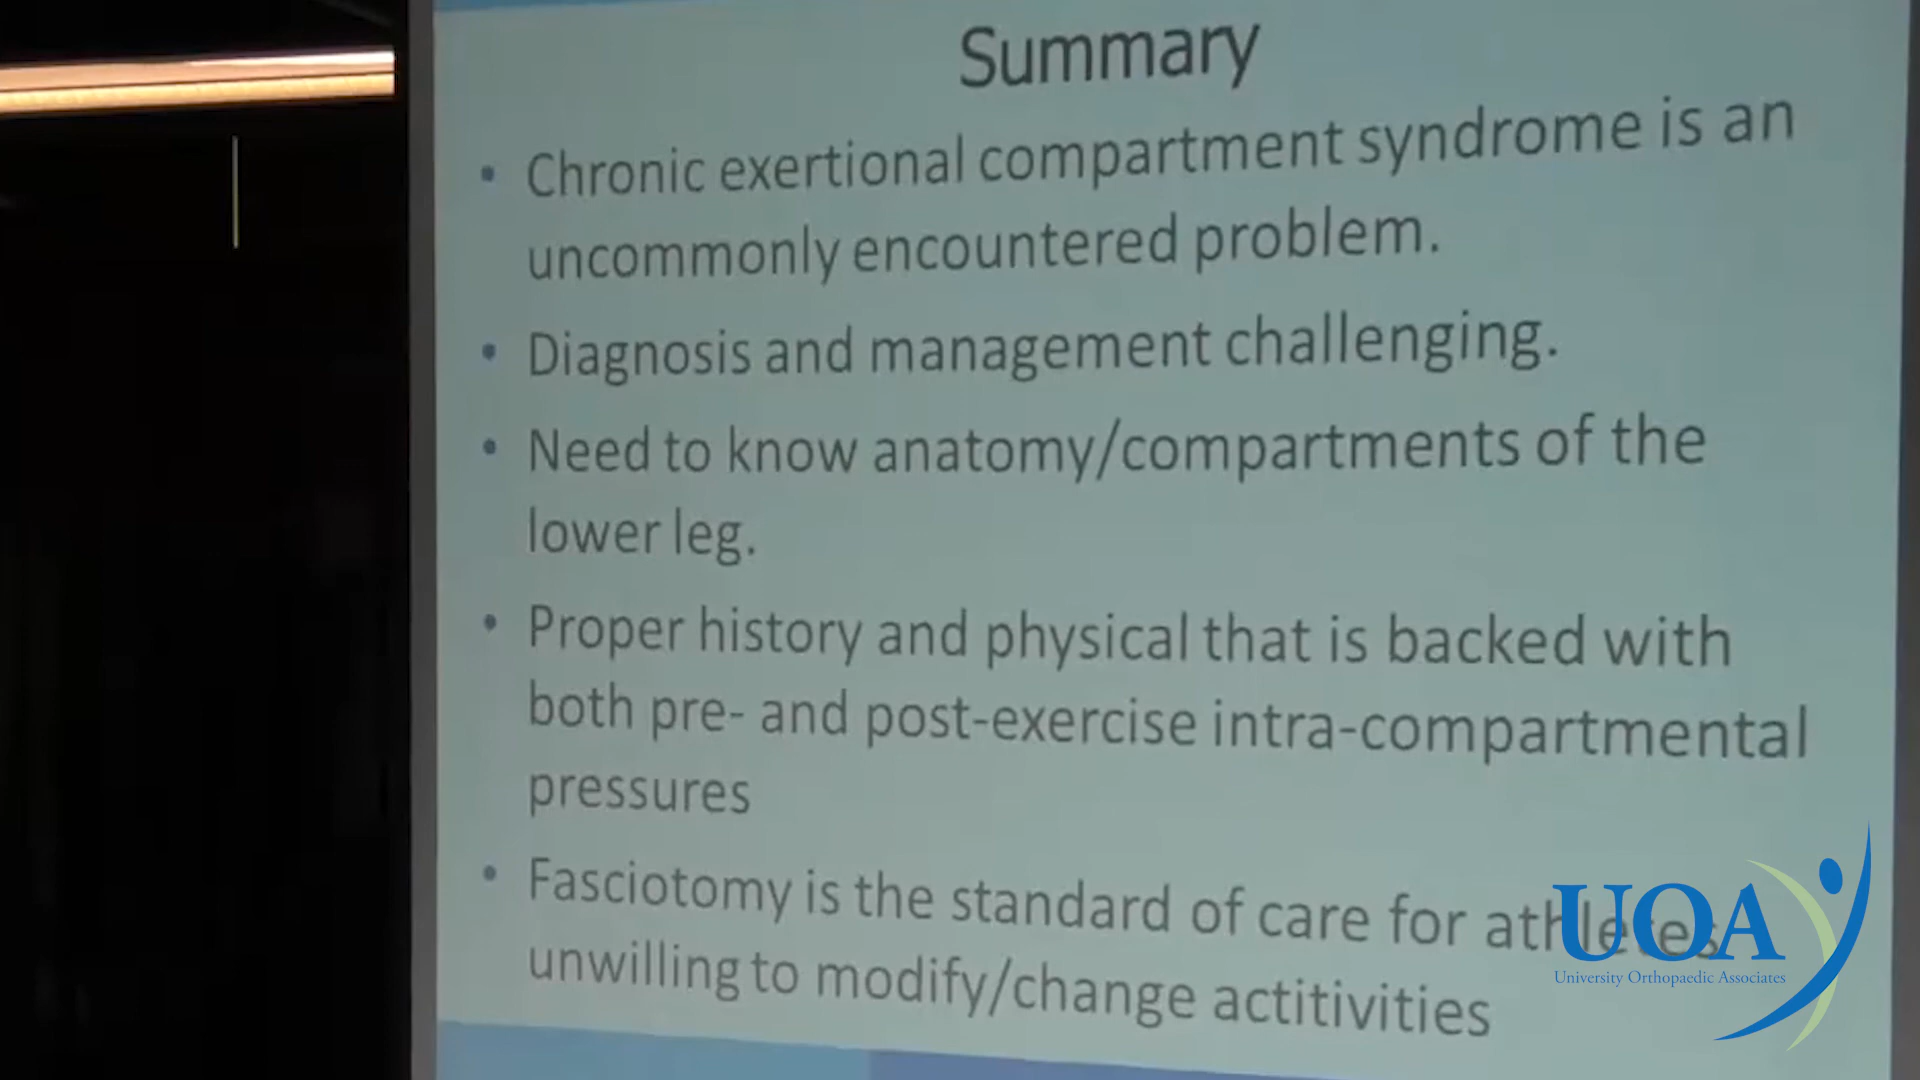 Summary
• Chronic exertional compartment syndrome is an
uncommonly encountered problem.
• Diagnosis and management challenging.
• Need to know anatomy/compartments of the
lower leg.
• Proper history and physical that is backed with
both pre- and post-exercise intra-compartmental
pressures
• Fasciotomy is the standard of care for athletes
unwilling to modify/change actitivities
UOA
University Orthopaedic Associates